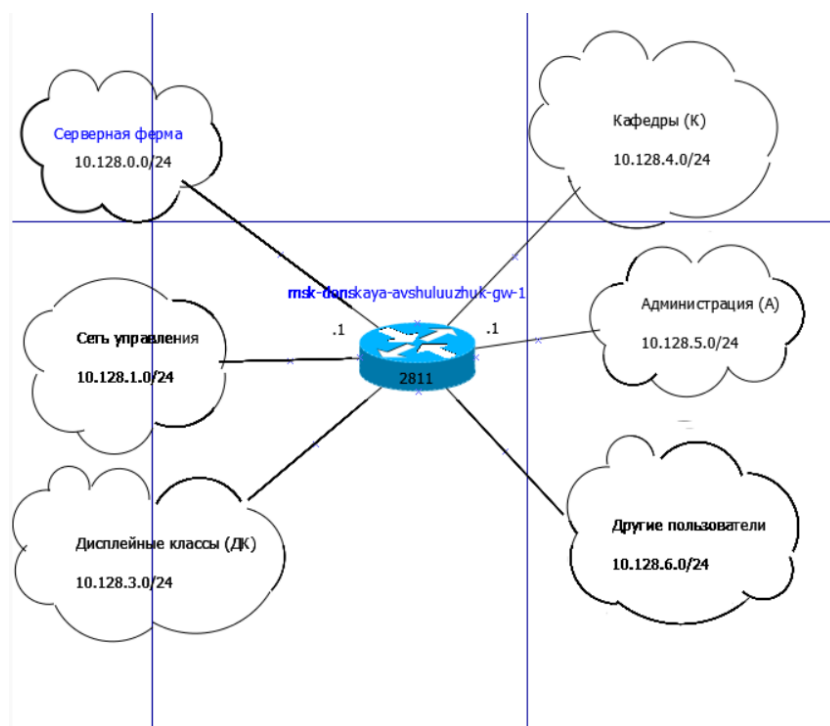 Серверная ферма
10.128.0.0/24
Кафедры (К)
10.128.4.0/24
msk-donskaya-avshuluuzhuk-gw-1
Сеть управления
10.128.1.0/24
.1
.1
2811
Администрация (А)
10.128.5.0/24
Дисплейные классы (ДК)
10.128.3.0/24
Другие пользователи
10.128.6.0/24